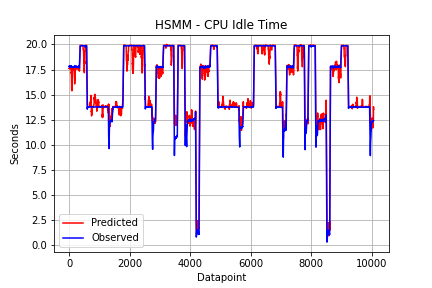 HSMM - CPU Idle Time
20.0
17.5
15.0
12.5
10.0
7.5
5.0
2.5
0.0
Seconds
Predicted
Observed
0 2000 4000 6000 8000 10000
Datapoint